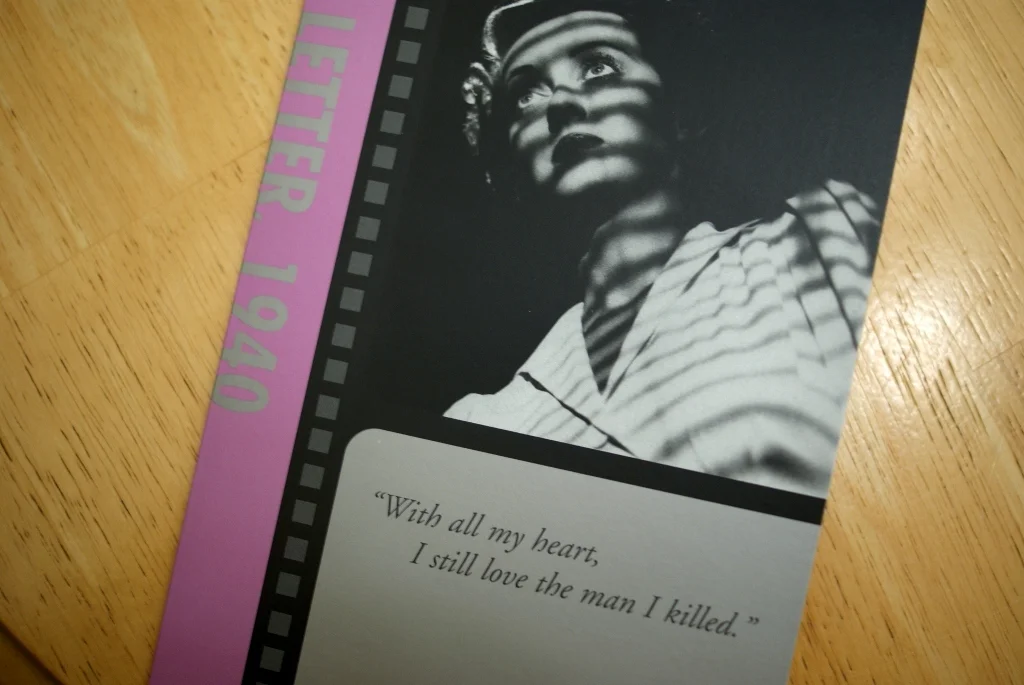 LETTER, 1940
“With all my heart,
I still love the man I killed.”